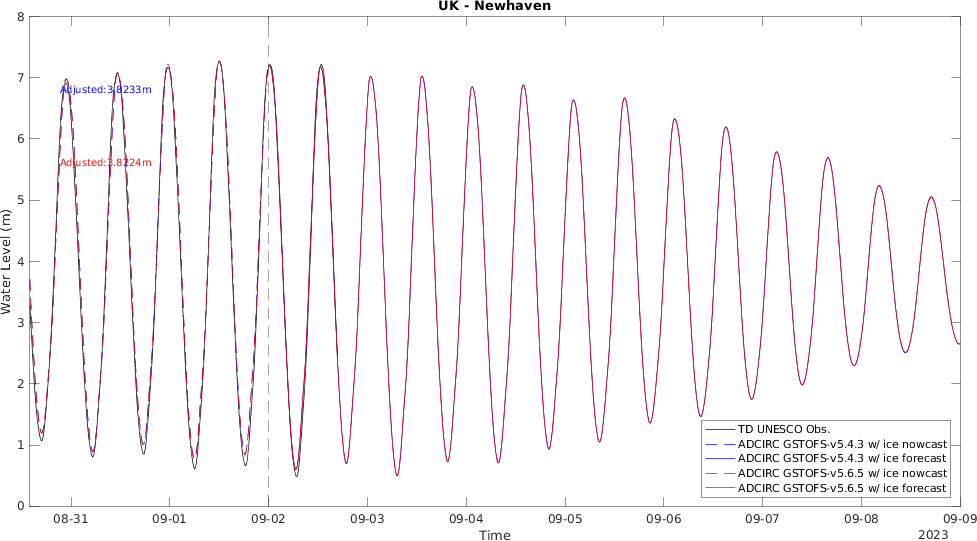 UK - Newhaven
8
7
6
5
4
3
2
1
0
Water Level (m)
Adjusted:3.8233m
Adjusted:3.8224m
TD UNESCO Obs.
ADCIRC GSTOFS-v5.4.3 w/ ice nowcast
ADCIRC GSTOFS-v5.4.3 w/ ice forecast
ADCIRC GSTOFS-v5.6.5 w/ ice nowcast
ADCIRC GSTOFS-v5.6.5 w/ ice forecast
08-31 09-01 09-02 09-03 09-04 09-05 09-06 09-07 09-08 09-09
Time
2023